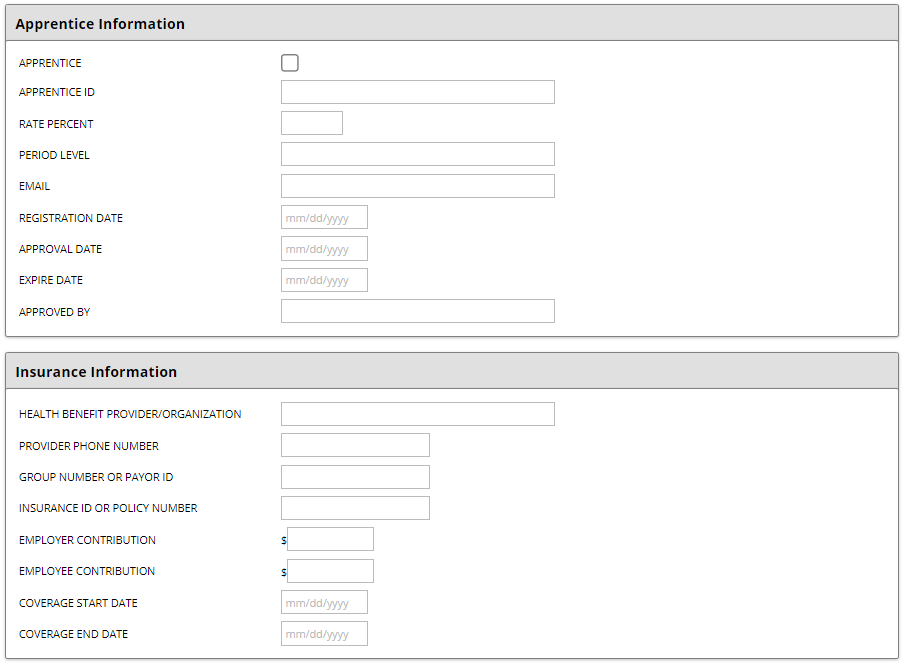 Apprentice Information
APPRENTICE
APPRENTICE ID
RATE PERCENT
PERIOD LEVEL
EMAIL
REGISTRATION DATE mm/dd/yyyy
APPROVAL DATE mm/dd/yyyy
EXPIRE DATE mm/dd/yyyy
APPROVED BY
Insurance Information
HEALTH BENEFIT PROVIDER/ORGANIZATION
PROVIDER PHONE NUMBER
GROUP NUMBER OR PAYOR ID
INSURANCE ID OR POLICY NUMBER
EMPLOYER CONTRIBUTION $
EMPLOYEE CONTRIBUTION $
COVERAGE START DATE mm/dd/yyyy
COVERAGE END DATE mm/dd/yyyy